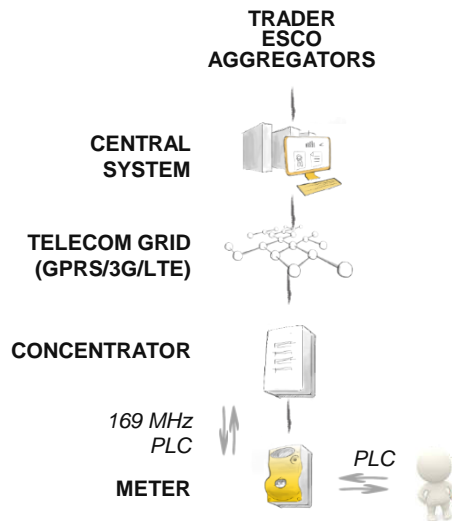 TRADER
ESCO
AGGREGATORS
CENTRAL
SYSTEM
TELECOM GRID
(GPRS/3G/LTE)
CONCENTRATOR
169 MHz
PLC
PLC
METER